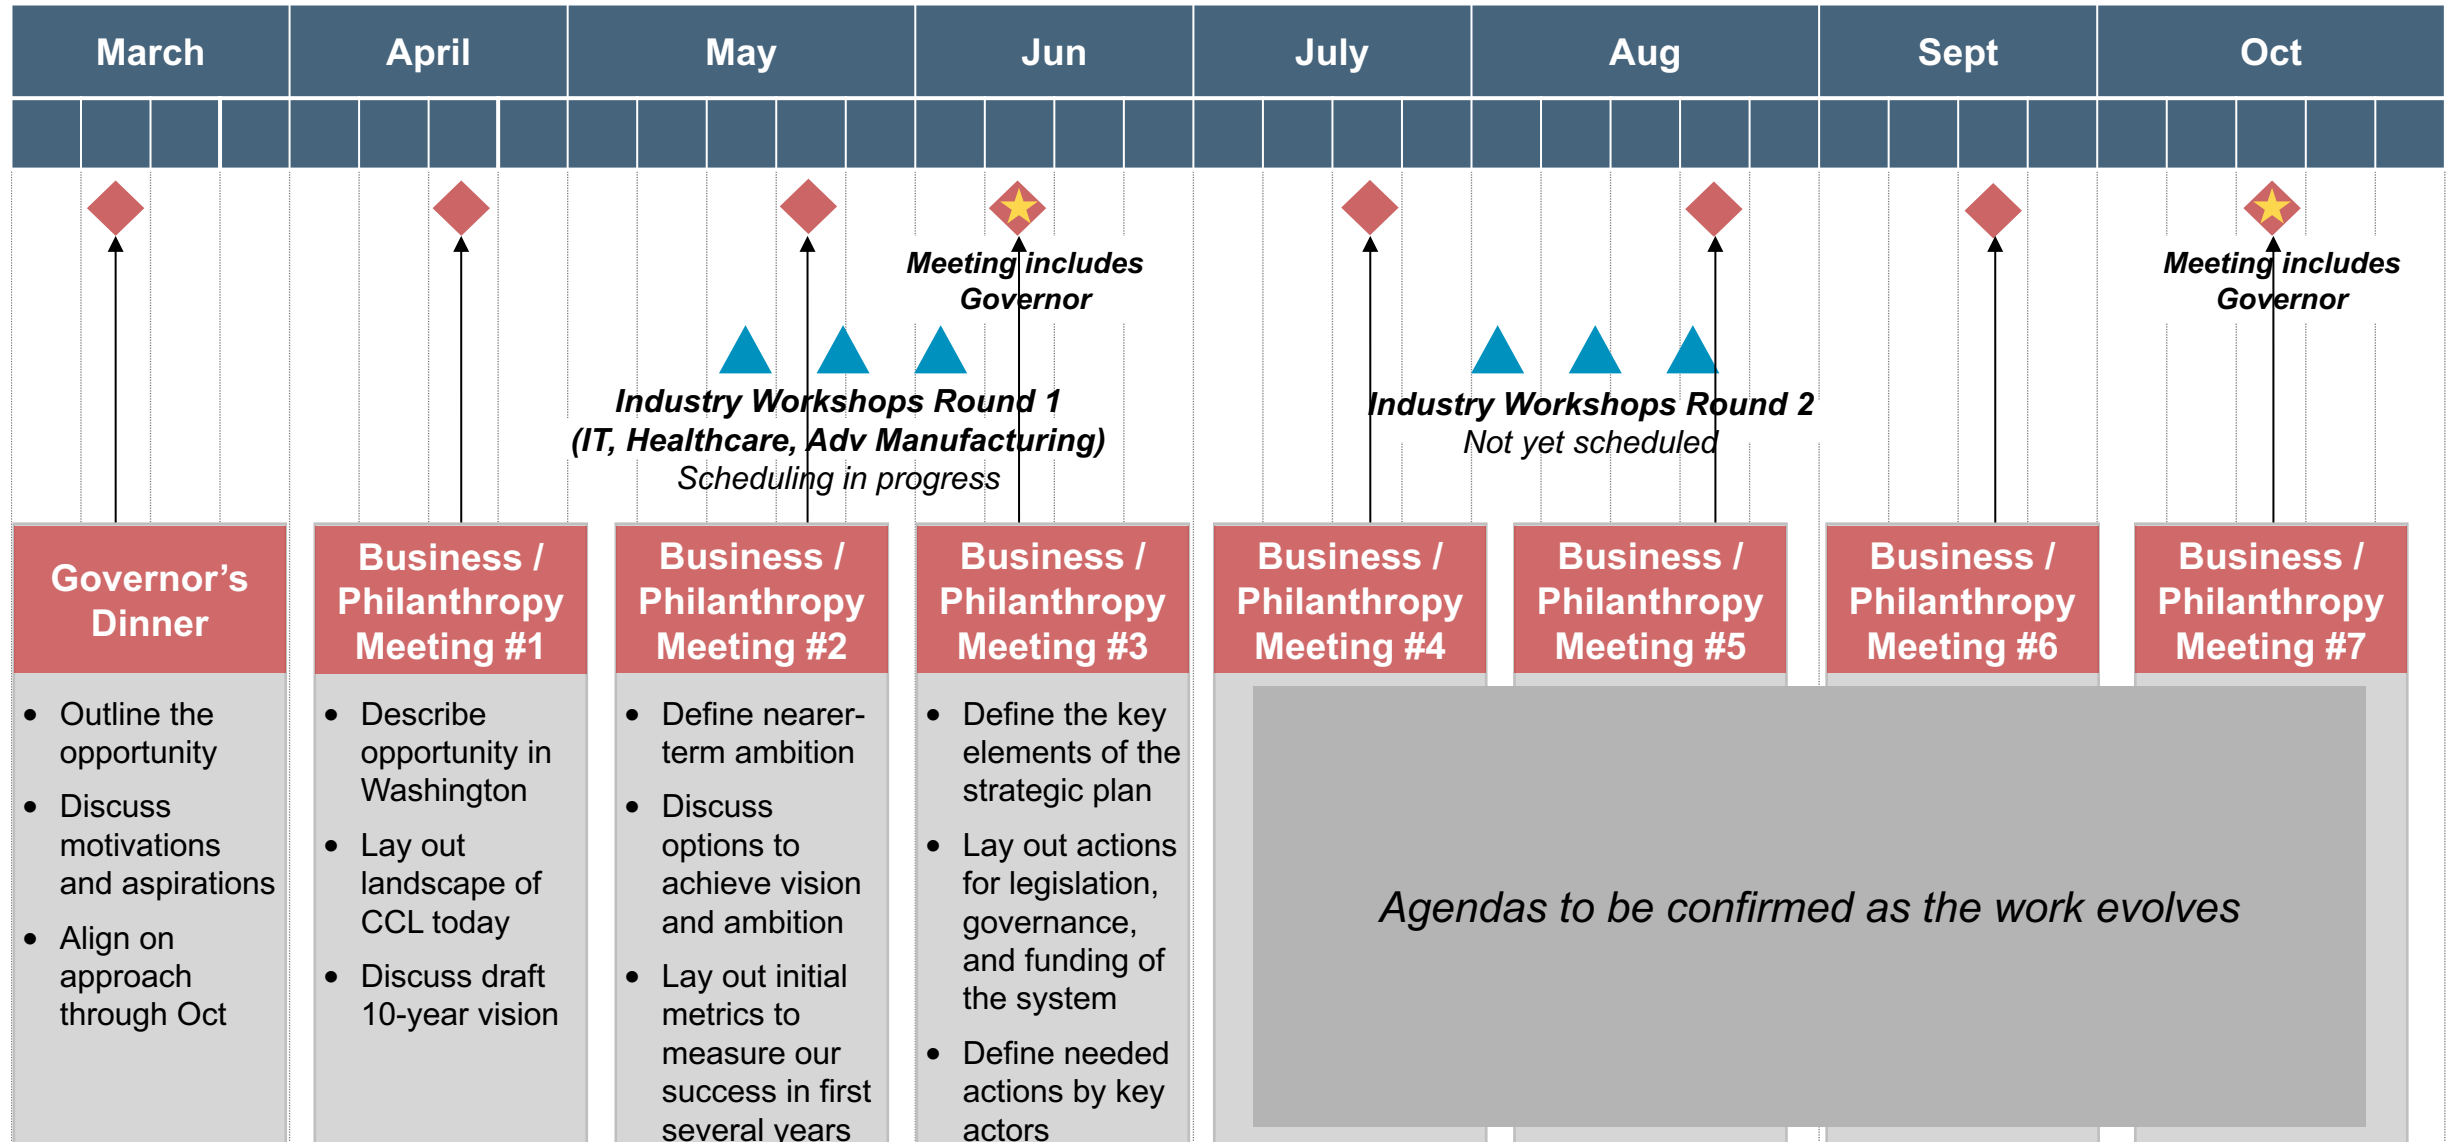 March
April
May
Jun
July
Aug
Sept
Oct
Meeting includes
Governor
Meeting includes
Governor
Industry Workshops Round 1
(IT, Healthcare, Adv Manufacturing)
Scheduling in progress
Industry Workshops Round 2
Not yet scheduled
Governor’s
Dinner
• Outline the
opportunity
• Discuss
motivations
and aspirations
• Align on
approach
through Oct
Business /
Philanthropy
Meeting #1
• Describe
opportunity in
Washington
• Lay out
landscape of
CCL today
• Discuss draft
10-year vision
Business /
Philanthropy
Meeting #2
• Define nearer-
term ambition
• Discuss
options to
achieve vision
and ambition
• Lay out initial
metrics to
measure our
success in first
several years
Business /
Philanthropy
Meeting #3
• Define the key
elements of the
strategic plan
• Lay out actions
for legislation,
governance,
and funding of
the system
• Define needed
actions by key
actors
Business /
Philanthropy
Meeting #4
Business /
Philanthropy
Meeting #5
Business /
Philanthropy
Meeting #6
Business /
Philanthropy
Meeting #7
Agendas to be confirmed as the work evolves